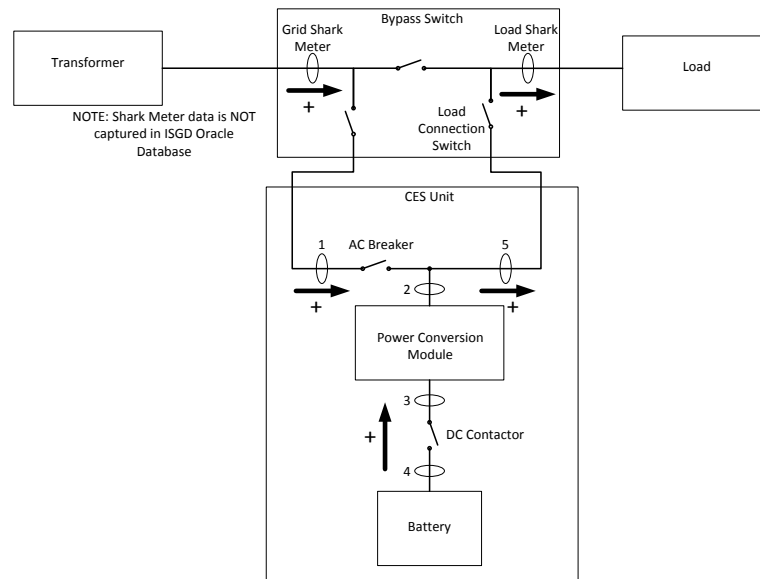 Bypass Switch
Grid Shark
Meter
Load Shark
Meter
Transformer
Load
+
+
NOTE: Shark Meter data is NOT
captured in ISGD Oracle
Database
Load
Connection
Switch
CES Unit
1
AC Breaker
5
+
2
+
Power Conversion
Module
3
+
DC Contactor
4
Battery